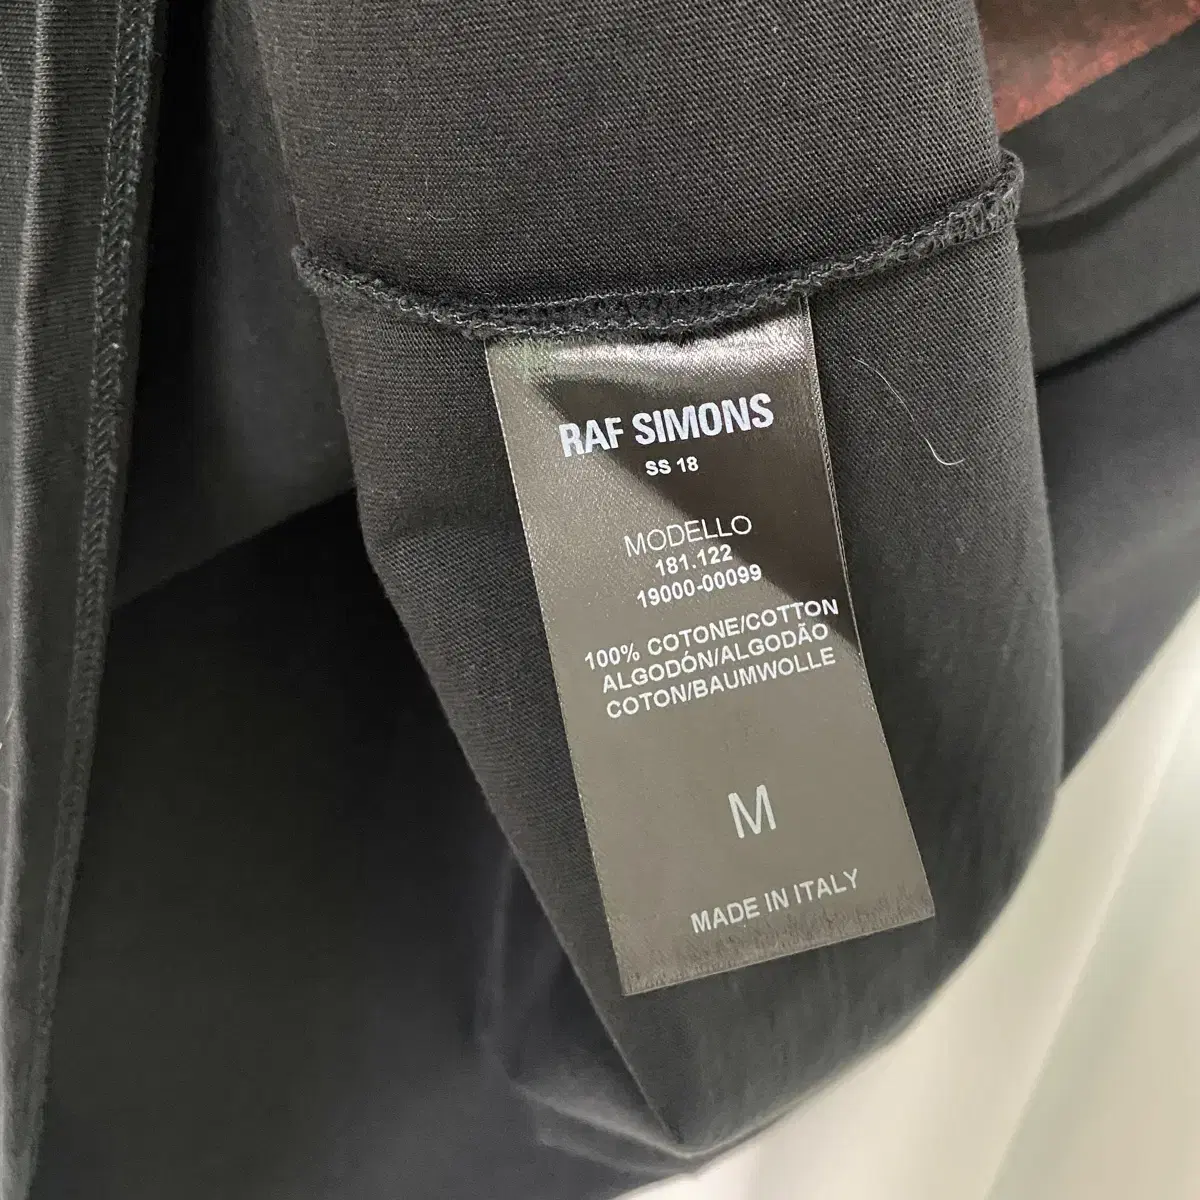 RAF SIMONS
SS 18
MODELLO
181.122
19000-00099
100% COTONE/COTTON
ALGODÓN/ALGODÃO
COTON/BAUMWOLLE
M
MADE IN ITALY